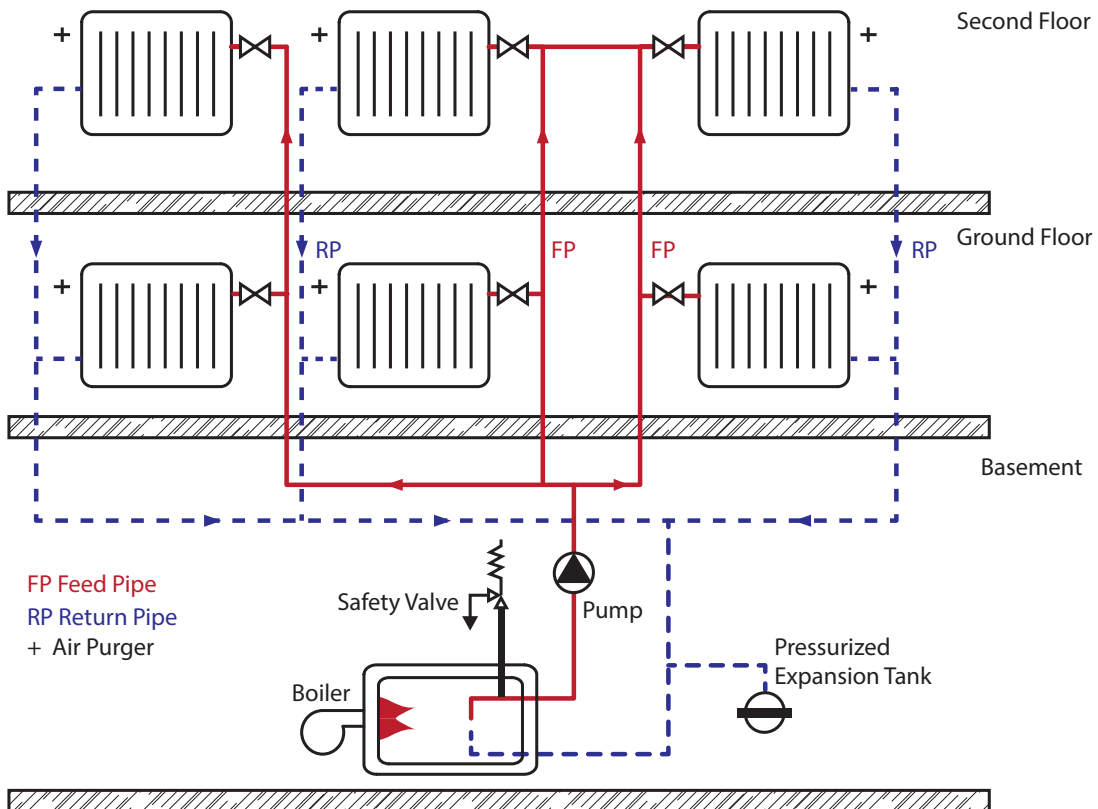 Second Floor
Ground Floor
RP
FP
FP
RP
Basement
FP Feed Pipe
RP Return Pipe
+ Air Purger
Safety Valve
Pump
Boiler
Pressurized
Expansion Tank